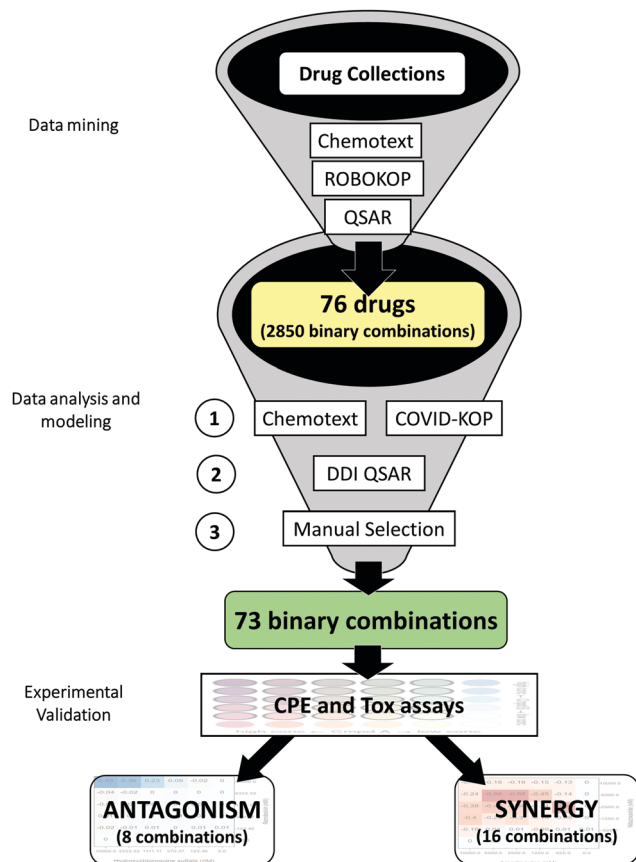 Drug Collections
Data mining
Chemotext
ROBOKOP
QSAR
76 drugs
(2850 binary combinations)
Data analysis and
modeling
1
Chemotext
COVID-KOP
2
DDI QSAR
3
Manual Selection
73 binary combinations
Experimental
Validation
CPE and Tox assays
ANTAGONISM
(8 combinations)
SYNERGY
(16 combinations)